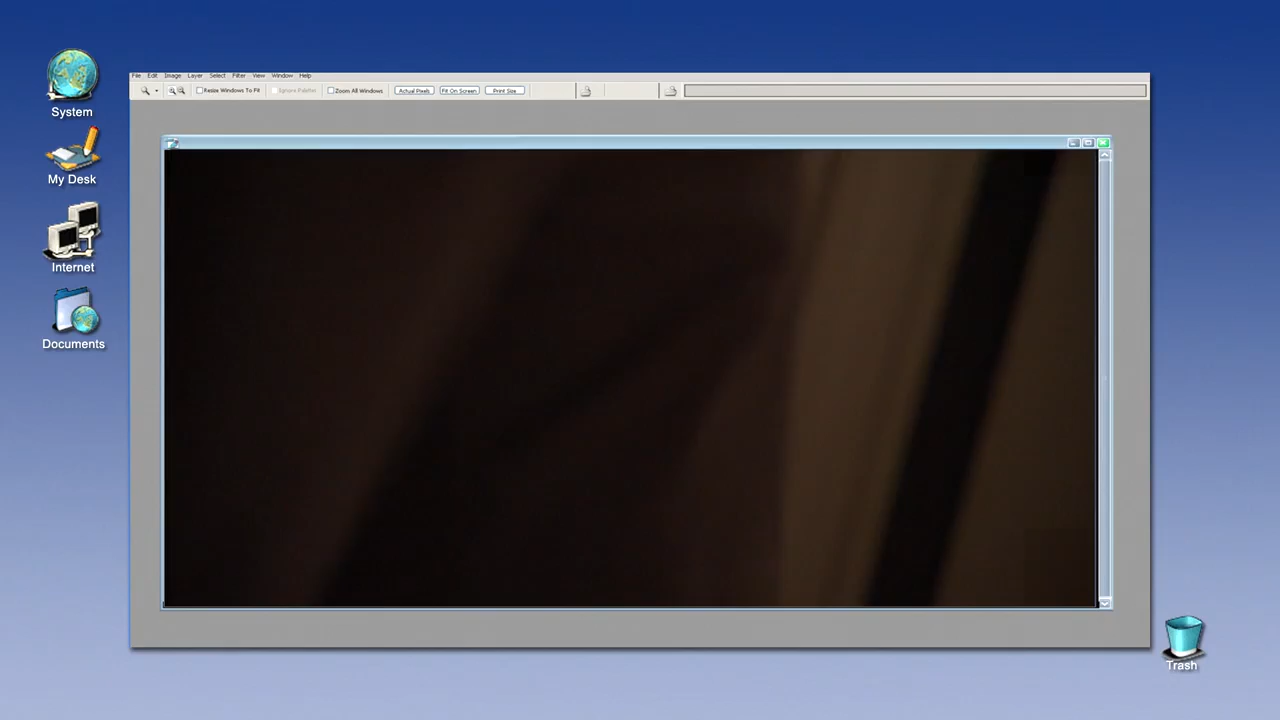 File Edit Image Layer Select Filter View Window Help
Resize Windows To Fit Ignore Palettes Zoom All Windows Actual Pixels Fit On Screen Print Size
System
My Desk
Internet
Documents
Trash